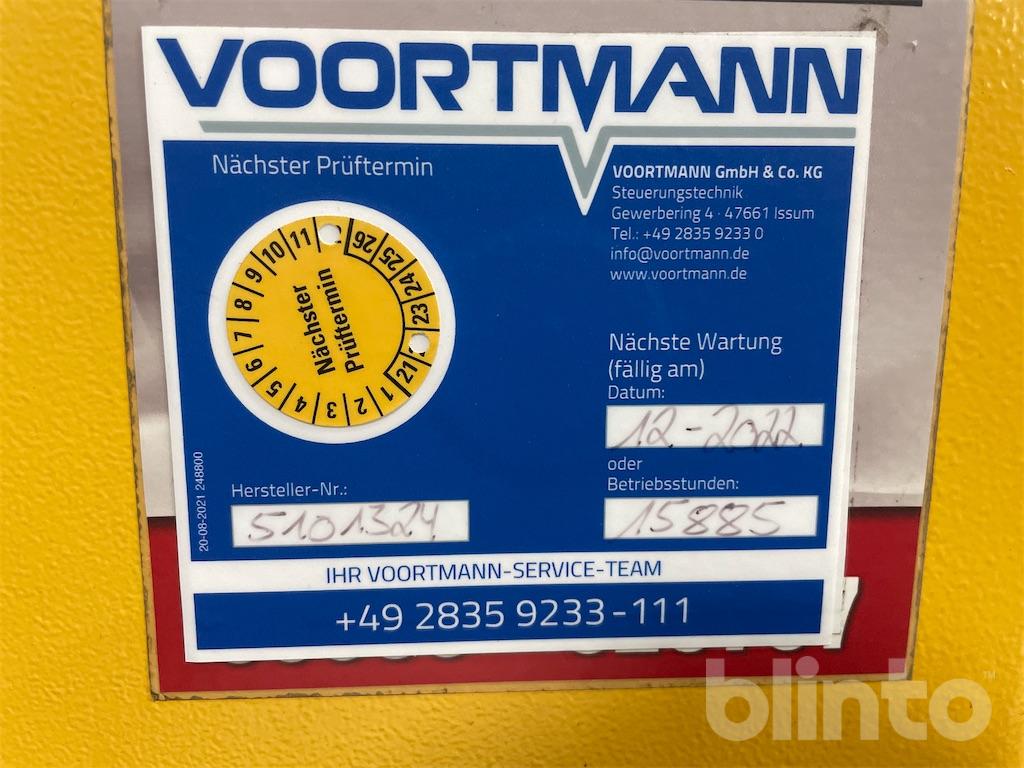 VOORTMANN
Nächster Prüftermin
VOORTMANN GmbH & Co. KG
Steuerungstechnik
Gewerbering 4 · 47661 Issum
Tel.: +49 2835 9233 0
info@voortmann.de
www.voortmann.de
1 2 3 4 5 6 7 8 9 10 11
21 23 24 25 26
Nächster
Prüftermin
Nächste Wartung
(fällig am)
Datum:
12-2022
oder
Betriebsstunden:
15885
Hersteller-Nr.:
5101324
20-08-2021 248800
IHR VOORTMANN-SERVICE-TEAM
+49 2835 9233-111
blinto™